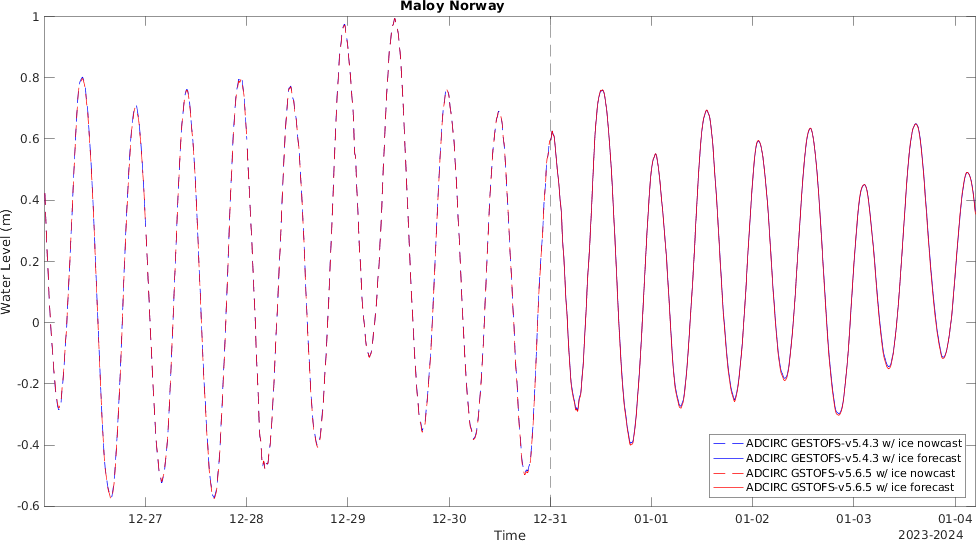 Maloy Norway
1
0.8
0.6
0.4
0.2
0
-0.2
-0.4
-0.6
Water Level (m)
ADCIRC GESTOFS-v5.4.3 w/ ice nowcast
ADCIRC GESTOFS-v5.4.3 w/ ice forecast
ADCIRC GSTOFS-v5.6.5 w/ ice nowcast
ADCIRC GSTOFS-v5.6.5 w/ ice forecast
12-27 12-28 12-29 12-30 12-31 01-01 01-02 01-03 01-04
Time
2023-2024